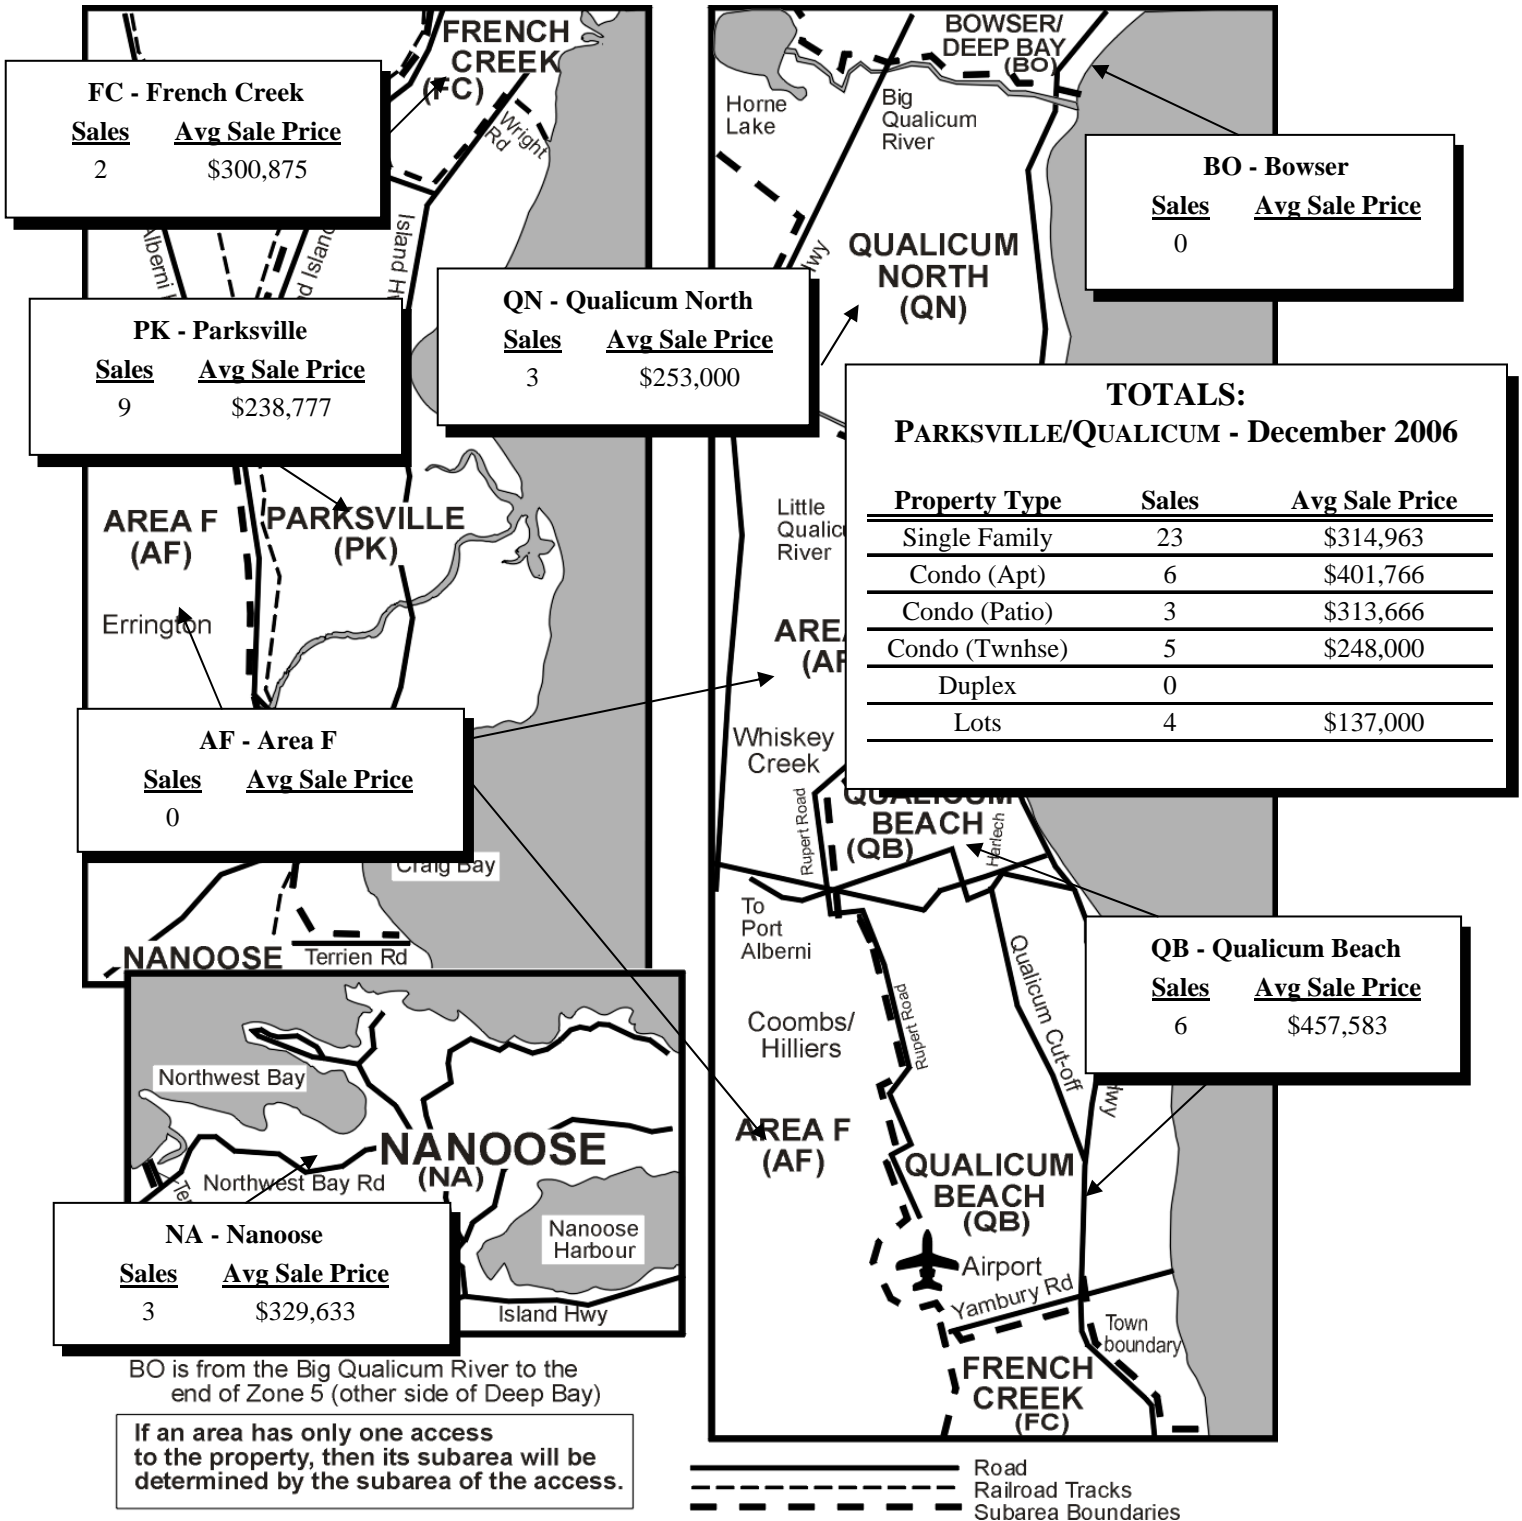 FRENCH
CREEK
(FC)
Wright
Rd
FC - French Creek
Sales Avg Sale Price
2 $300,875
Alberni
Island
PK - Parksville
Sales Avg Sale Price
9 $238,777
AREA F
(AF)
PARKSVILLE
(PK)
Errington
AF - Area F
Sales Avg Sale Price
0
Craig Bay
NANOOSE
Terrien Rd
Northwest Bay
NANOOSE
(NA)
Northwest Bay Rd
Nanoose
Harbour
Island Hwy
NA - Nanoose
Sales Avg Sale Price
3 $329,633
BO is from the Big Qualicum River to the
end of Zone 5 (other side of Deep Bay)
If an area has only one access
to the property, then its subarea will be
determined by the subarea of the access.
BOWSER/
DEEP BAY
(BO)
Horne
Lake
Big
Qualicum
River
BO - Bowser
Sales Avg Sale Price
0
QUALICUM
NORTH
(QN)
QN - Qualicum North
Sales Avg Sale Price
3 $253,000
TOTALS:
PARKSVILLE/QUALICUM - December 2006
Property Type Sales Avg Sale Price
Single Family 23 $314,963
Condo (Apt) 6 $401,766
Condo (Patio) 3 $313,666
Condo (Twnhse) 5 $248,000
Duplex 0
Lots 4 $137,000
Little
River
Whiskey
Creek
Rupert Road
QUALICUM
BEACH
(QB)
Harlech
To
Port
Alberni
QB - Qualicum Beach
Sales Avg Sale Price
6 $457,583
Qualicum Cut-off
Rupert Road
Hwy
Coombs/
Hilliers
AREA F
(AF)
QUALICUM
BEACH
(QB)
Airport
Yambury Rd
Town
boundary
FRENCH
CREEK
(FC)
Road
Railroad Tracks
Subarea Boundaries